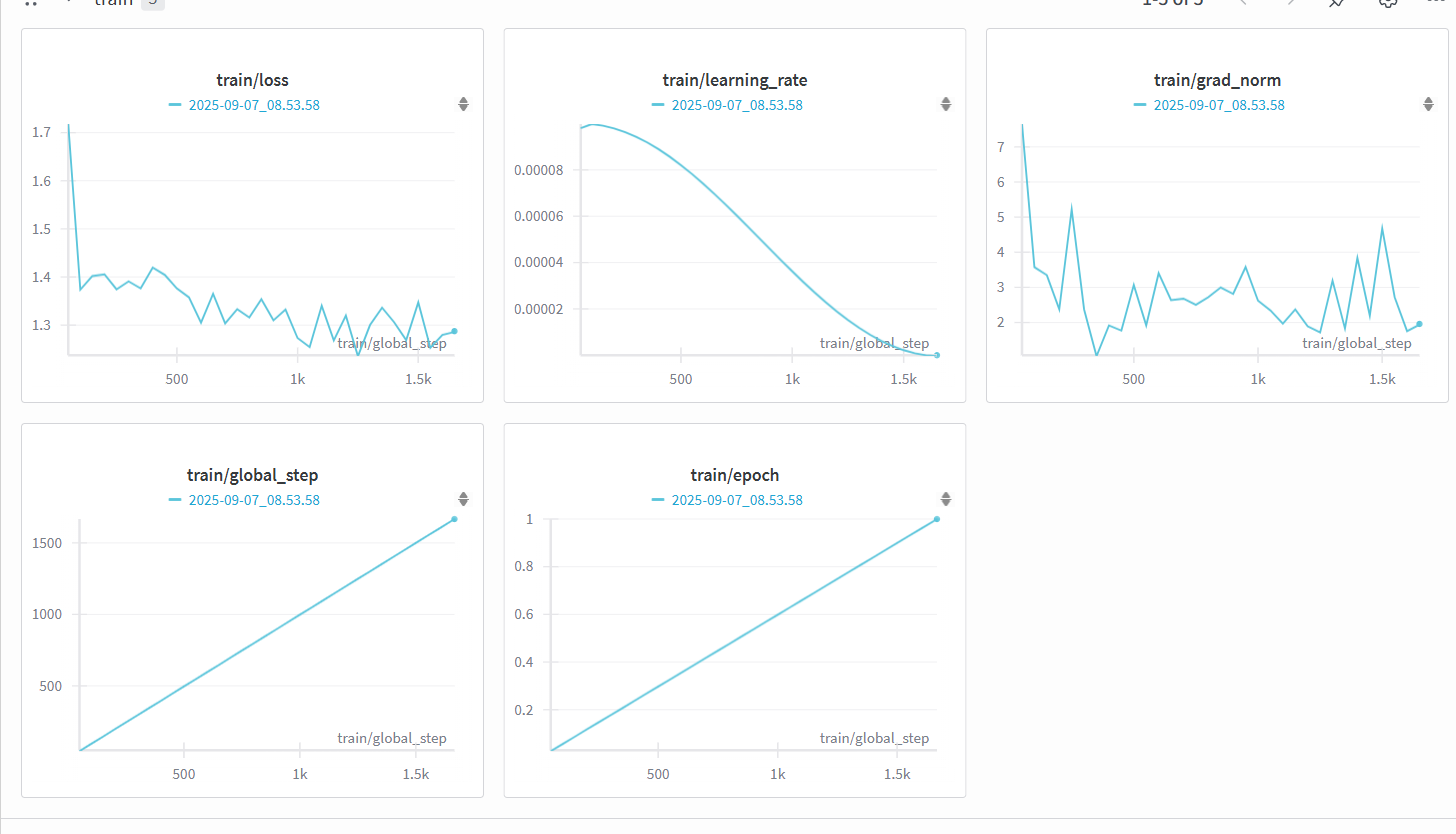 train
train/loss
2025-09-07_08.53.58
1.7
1.6
1.5
1.4
1.3
train/global_step
500
1k
1.5k
train/learning_rate
2025-09-07_08.53.58
0.00008
0.00006
0.00004
0.00002
train/global_step
500
1k
1.5k
train/grad_norm
2025-09-07_08.53.58
7
6
5
4
3
2
train/global_step
500
1k
1.5k
train/global_step
2025-09-07_08.53.58
1500
1000
500
train/global_step
500
1k
1.5k
train/epoch
2025-09-07_08.53.58
1
0.8
0.6
0.4
0.2
train/global_step
500
1k
1.5k